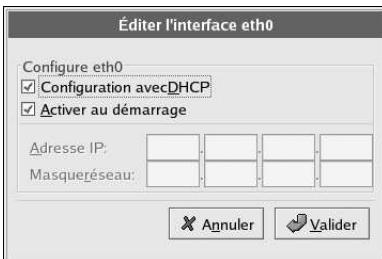 Éditer l'interface eth0
Configure eth0
Configuration avecDHCP
Activer au démarrage
Adresse IP:
Masqueréseau:
Annuler
Valider